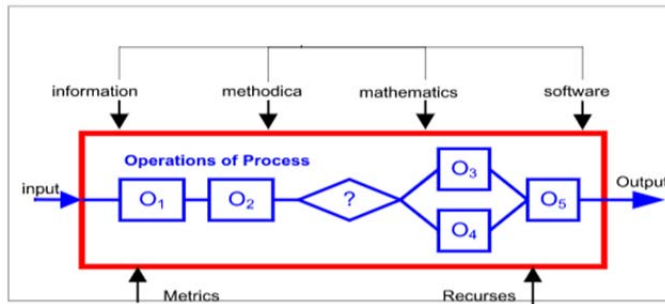 information methodica mathematics software
Operations of Process
input
O₁ O₂ ? O₃ O₄ O₅
Output
Metrics Recurses